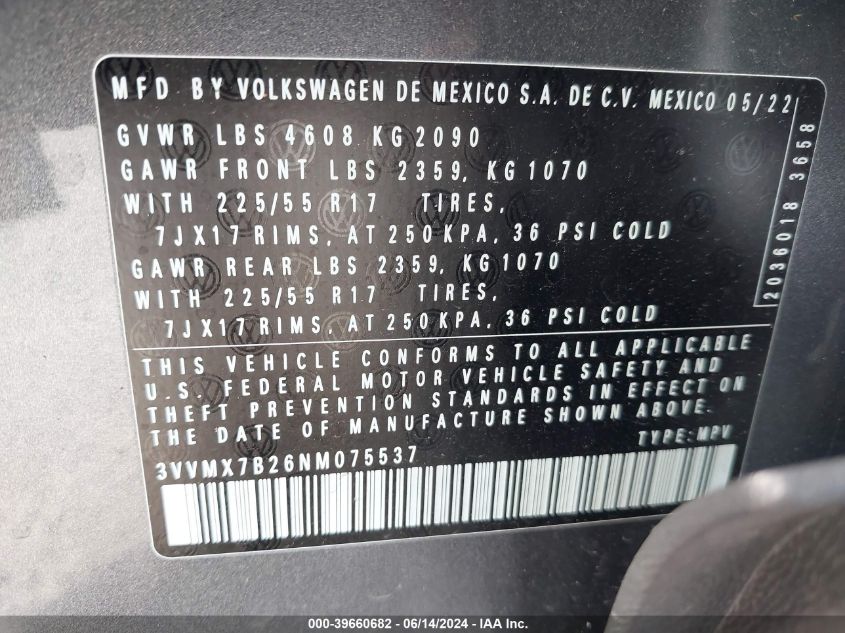 MFD BY VOLKSWAGEN DE MEXICO S.A. DE C.V. MEXICO 05/22
GVWR LBS 4608 KG 2090
GAWR FRONT LBS 2359, KG 1070
WITH 225/55 R17 TIRES,
7JX17 RIMS, AT 250 KPA, 36 PSI COLD
GAWR REAR LBS 2359, KG 1070
WITH 225/55 R17 TIRES,
7JX17 RIMS, AT 250 KPA, 36 PSI COLD
2036018 3658
THIS VEHICLE CONFORMS TO ALL APPLICABLE
U.S. FEDERAL MOTOR VEHICLE SAFETY AND
THEFT PREVENTION STANDARDS IN EFFECT ON
THE DATE OF MANUFACTURE SHOWN ABOVE.
3VVMX7B26NM075537 TYPE: MPV
000-39660682 - 06/14/2024 - IAA Inc.